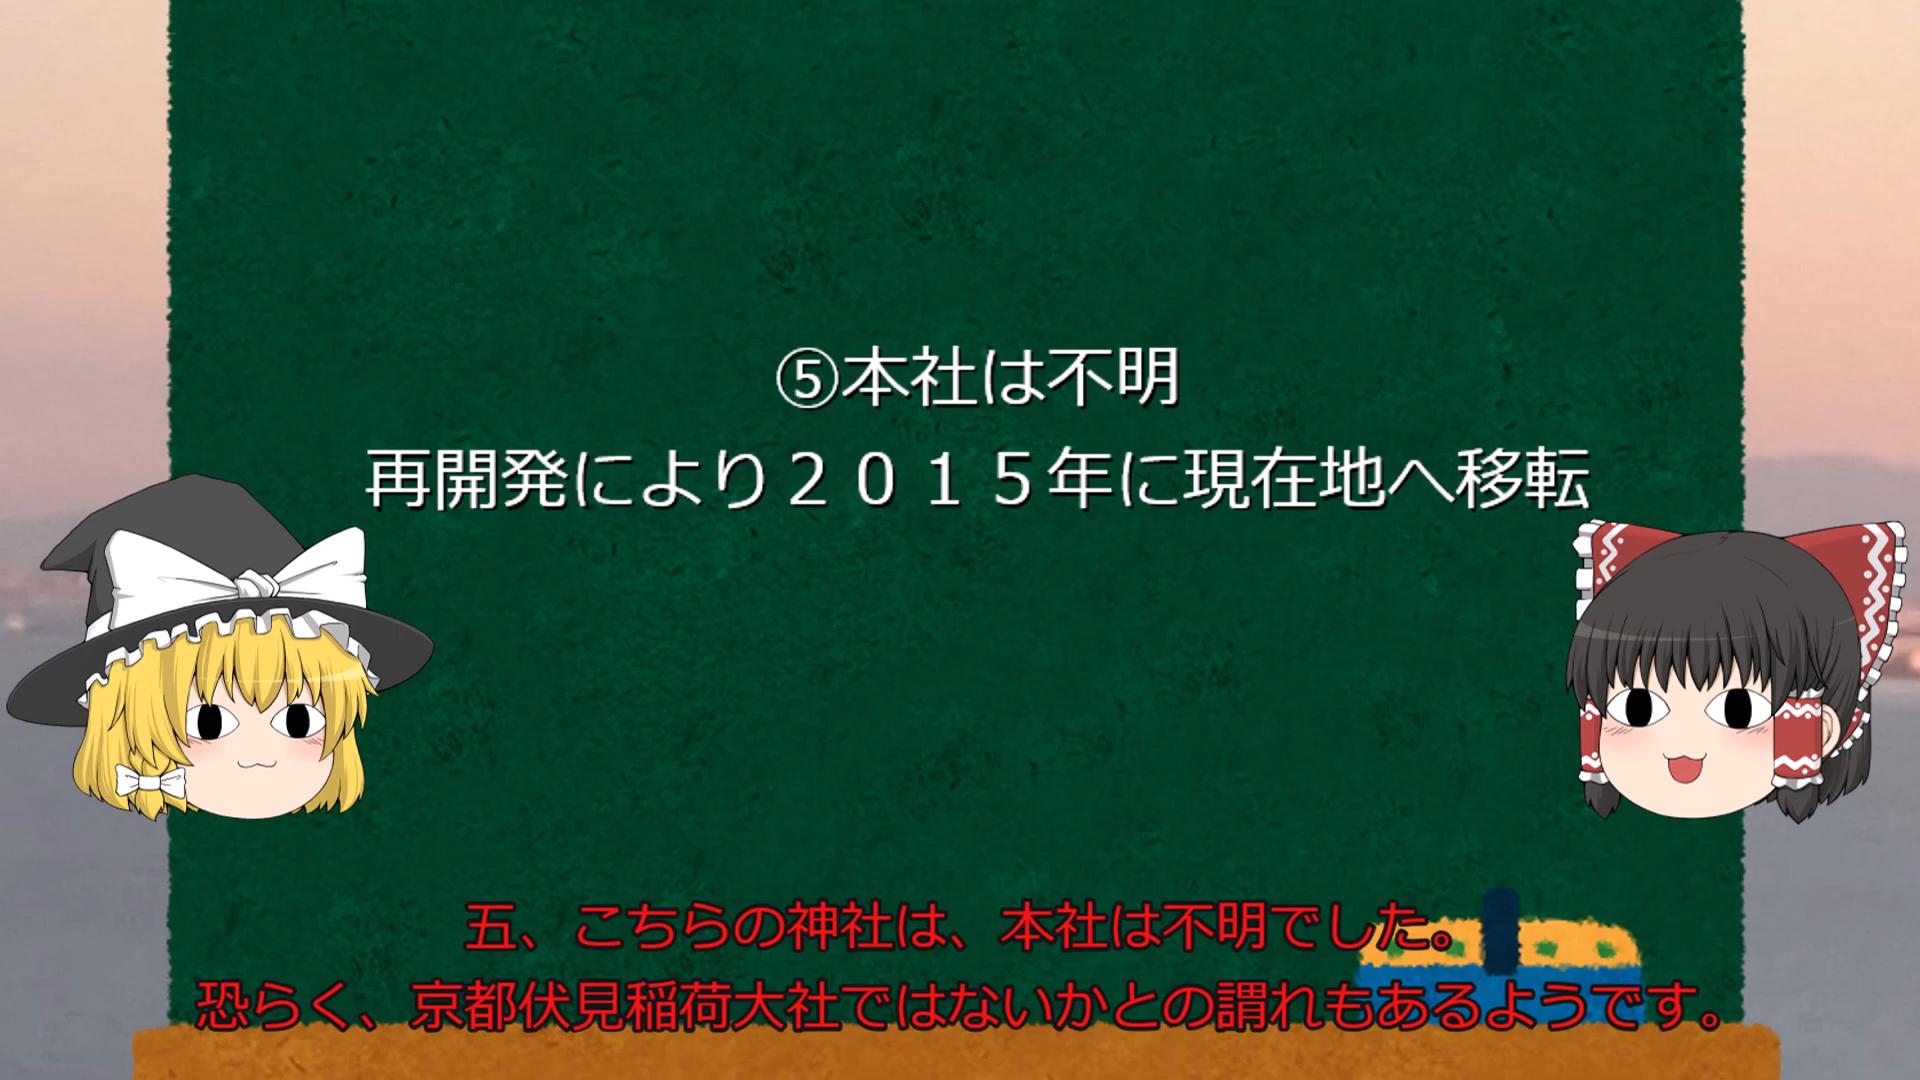 ⑤本社は不明
再開発により２０１５年に現在地へ移転
五、こちらの神社は、本社は不明でした。
恐らく、京都伏見稲荷大社ではないかとの謂れもあるようです。